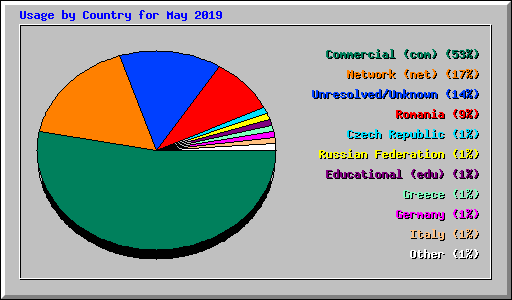 Usage by Country for May 2019
Commercial (com) (53%)
Network (net) (17%)
Unresolved/Unknown (14%)
Romania (9%)
Czech Republic (1%)
Russian Federation (1%)
Educational (edu) (1%)
Greece (1%)
Germany (1%)
Italy (1%)
Other (1%)